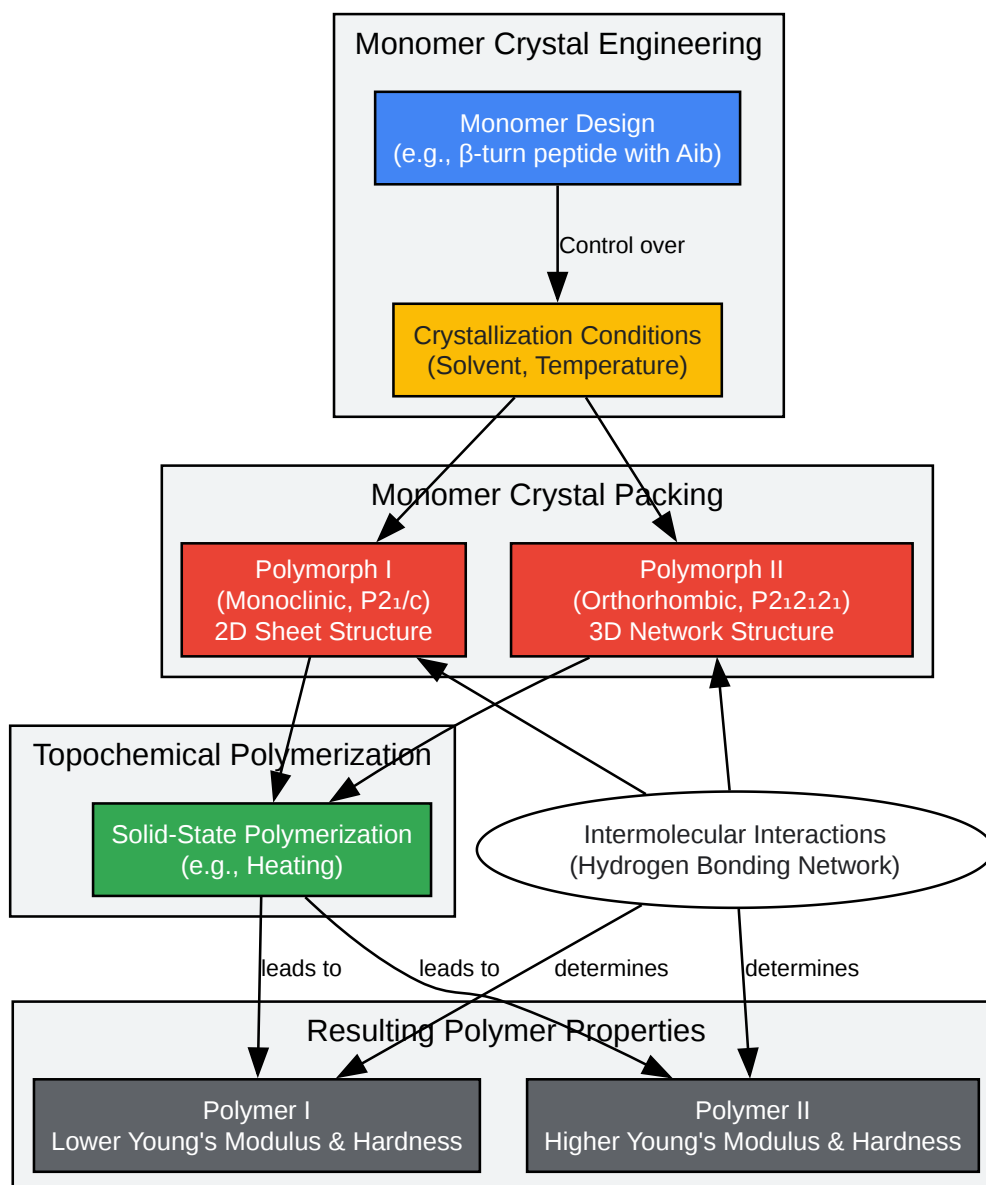 Monomer Crystal Engineering
Monomer Design
(e.g., β-turn peptide with Aib)
Control over
Crystallization Conditions
(Solvent, Temperature)
Monomer Crystal Packing
Polymorph I
(Monoclinic, P2₁/c)
2D Sheet Structure
Polymorph II
(Orthorhombic, P2₁2₁2₁)
3D Network Structure
Topochemical Polymerization
Solid-State Polymerization
(e.g., Heating)
Intermolecular Interactions
(Hydrogen Bonding Network)
leads to
leads to
determines
determines
Resulting Polymer Properties
Polymer I
Lower Young's Modulus & Hardness
Polymer II
Higher Young's Modulus & Hardness